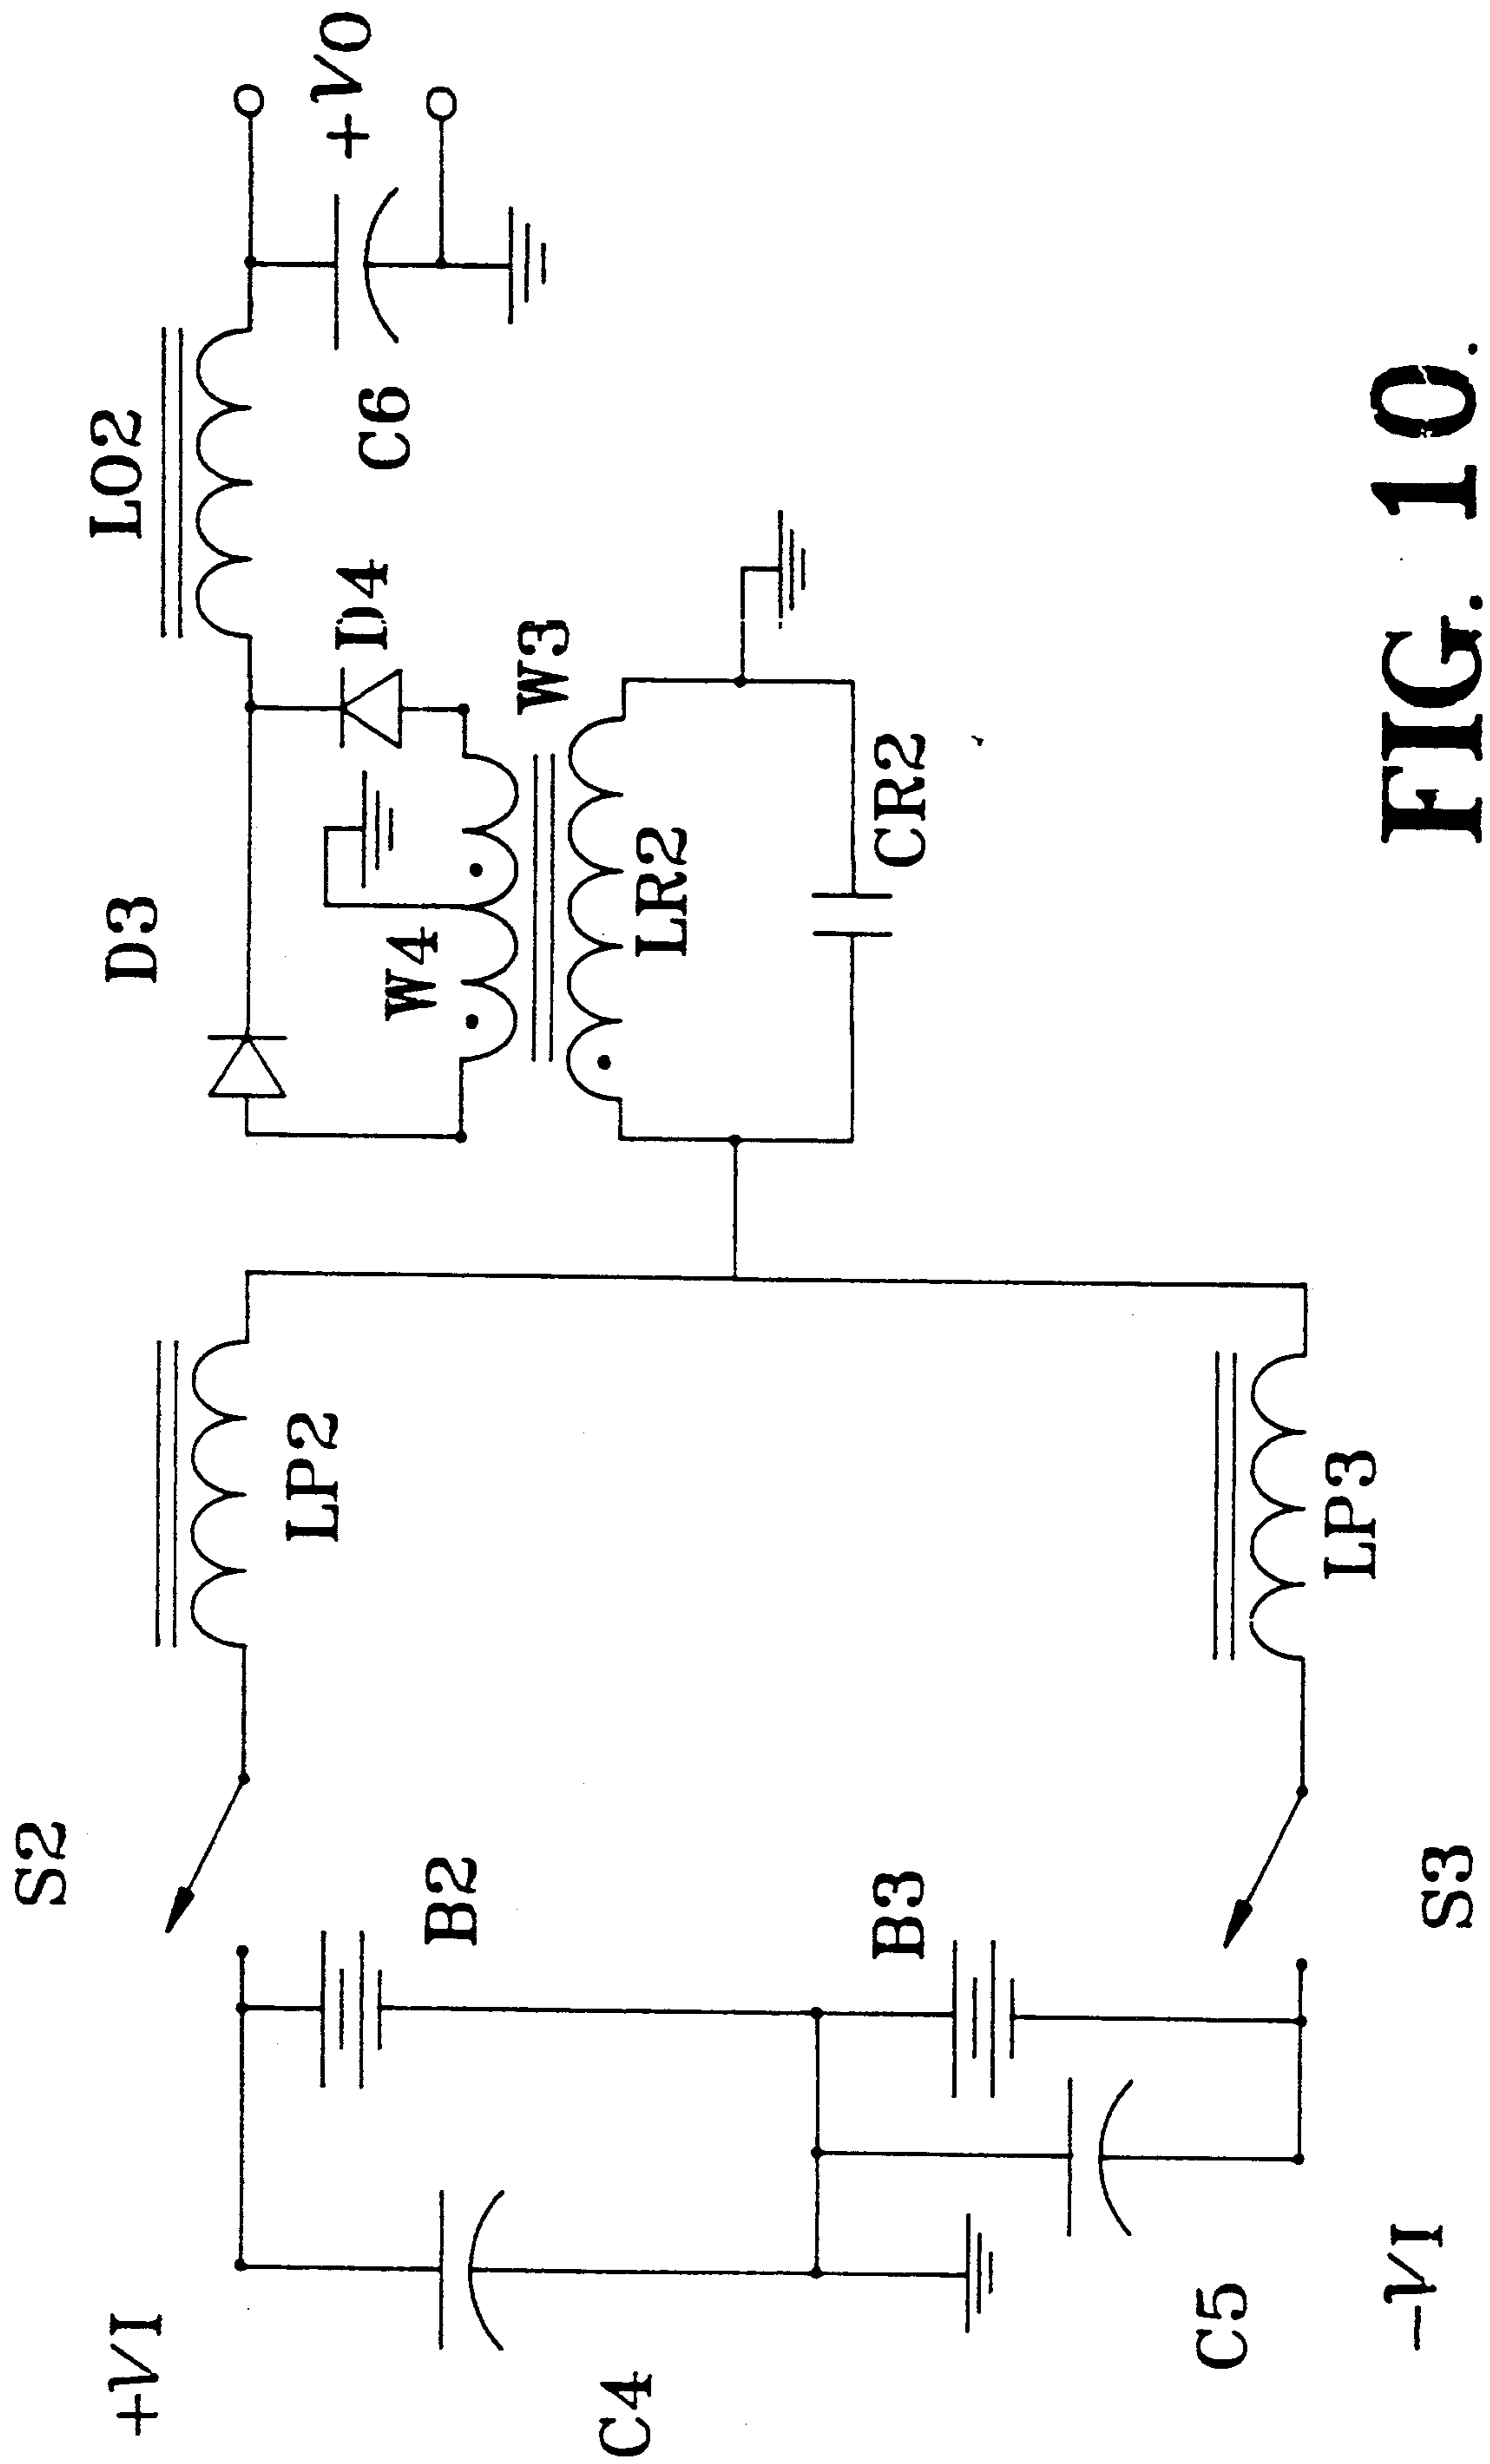 +VI
S2
LP2
D3
LO2
D4
C6
+VO
W4
W3
LR2
CR2
B2
C4
B3
C5
LP3
S3
-VI
FIG. 10.